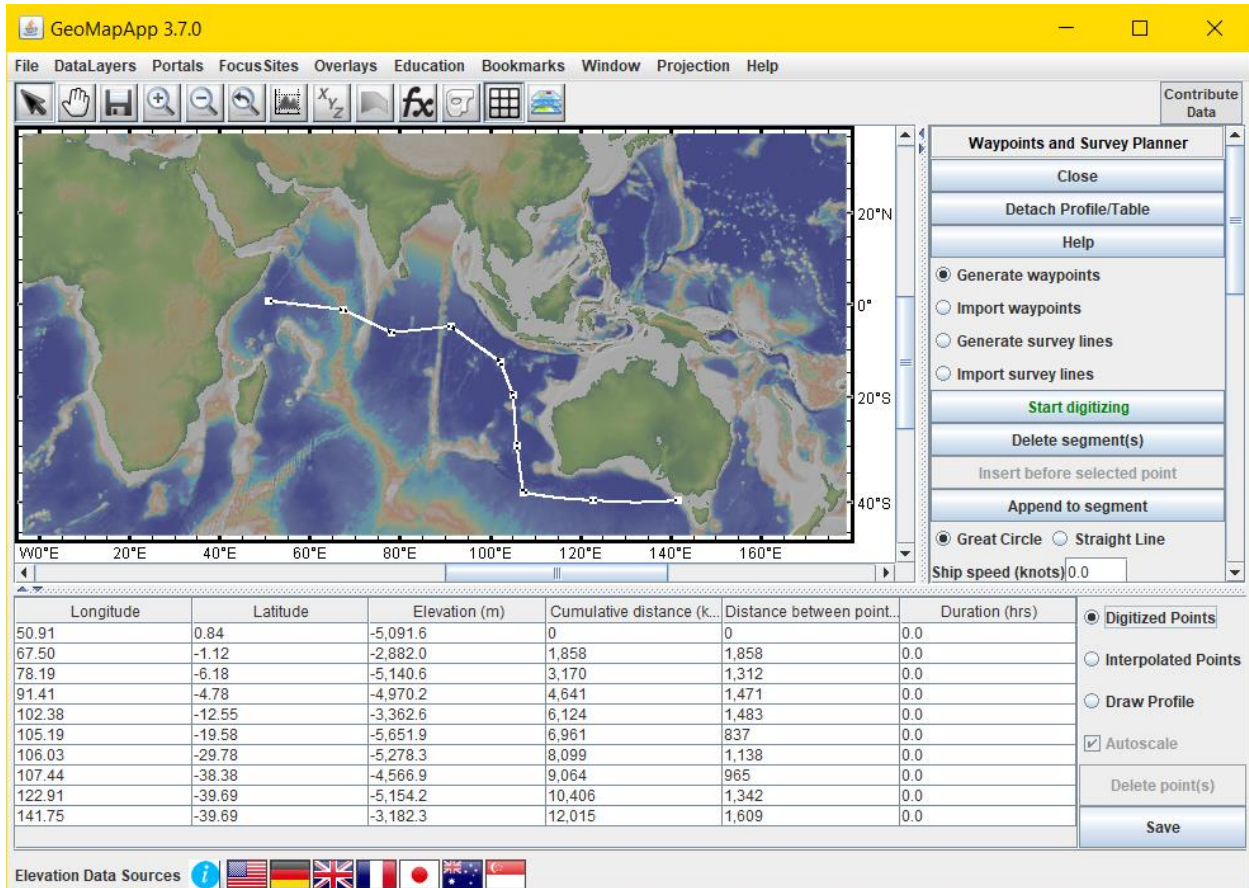 GeoMapApp 3.7.0
File DataLayers Portals FocusSites Overlays Education Bookmarks Window Projection Help
XYZ fx
Contribute Data
20°N
0°
20°S
40°S
W0°E 20°E 40°E 60°E 80°E 100°E 120°E 140°E 160°E
Waypoints and Survey Planner
Close
Detach Profile/Table
Help
Generate waypoints
Import waypoints
Generate survey lines
Import survey lines
Start digitizing
Delete segment(s)
Insert before selected point
Append to segment
Great Circle Straight Line
Ship speed (knots) 0.0
Longitude Latitude Elevation (m) Cumulative distance (k... Distance between point... Duration (hrs)
50.91 0.84 -5,091.6 0 0 0.0
67.50 -1.12 -2,882.0 1,858 1,858 0.0
78.19 -6.18 -5,140.6 3,170 1,312 0.0
91.41 -4.78 -4,970.2 4,641 1,471 0.0
102.38 -12.55 -3,362.6 6,124 1,483 0.0
105.19 -19.58 -5,651.9 6,961 837 0.0
106.03 -29.78 -5,278.3 8,099 1,138 0.0
107.44 -38.38 -4,566.9 9,064 965 0.0
122.91 -39.69 -5,154.2 10,406 1,342 0.0
141.75 -39.69 -3,182.3 12,015 1,609 0.0
Digitized Points
Interpolated Points
Draw Profile
Autoscale
Delete point(s)
Save
Elevation Data Sources i